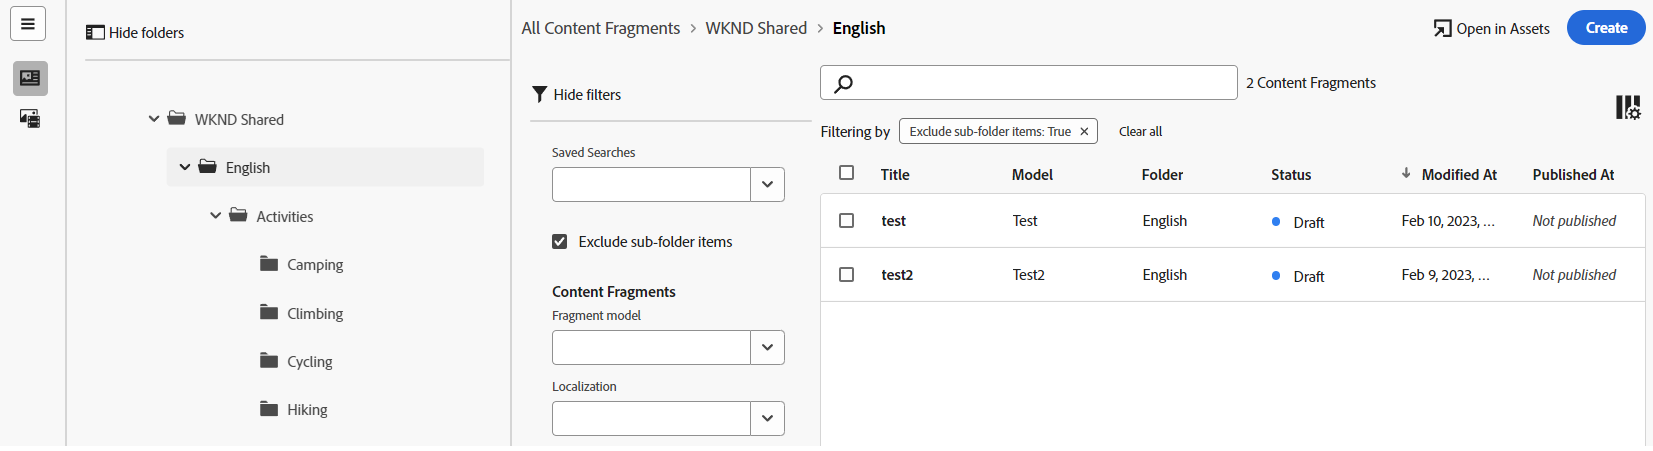 Hide folders
WKND Shared
English
Activities
Camping
Climbing
Cycling
Hiking
All Content Fragments > WKND Shared > English
Open in Assets
Create
Hide filters
Saved Searches
Exclude sub-folder items
Content Fragments
Fragment model
Localization
2 Content Fragments
Filtering by Exclude sub-folder items: True × Clear all
Title Model Folder Status Modified At Published At
test Test English Draft Feb 10, 2023, ... Not published
test2 Test2 English Draft Feb 9, 2023, ... Not published